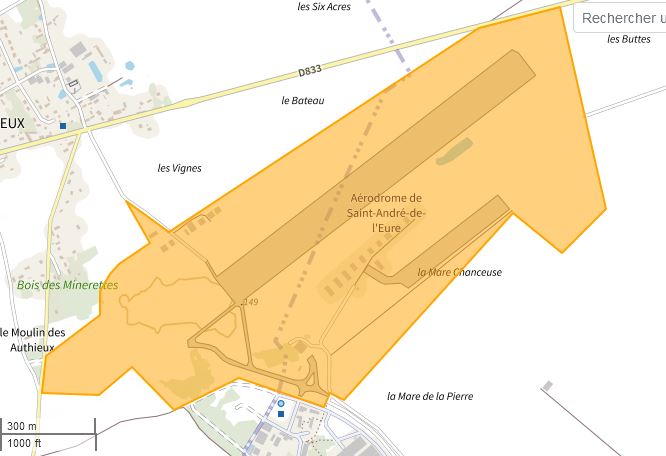 les Six Acres
Rechercher u
les Buttes
D833
le Bateau
EUX
les Vignes
Aérodrome de
Saint-André-de-
l'Eure
la Mare Chanceuse
Bois des Minerettes
149
le Moulin des
Authieux
la Mare de la Pierre
300 m
1000 ft